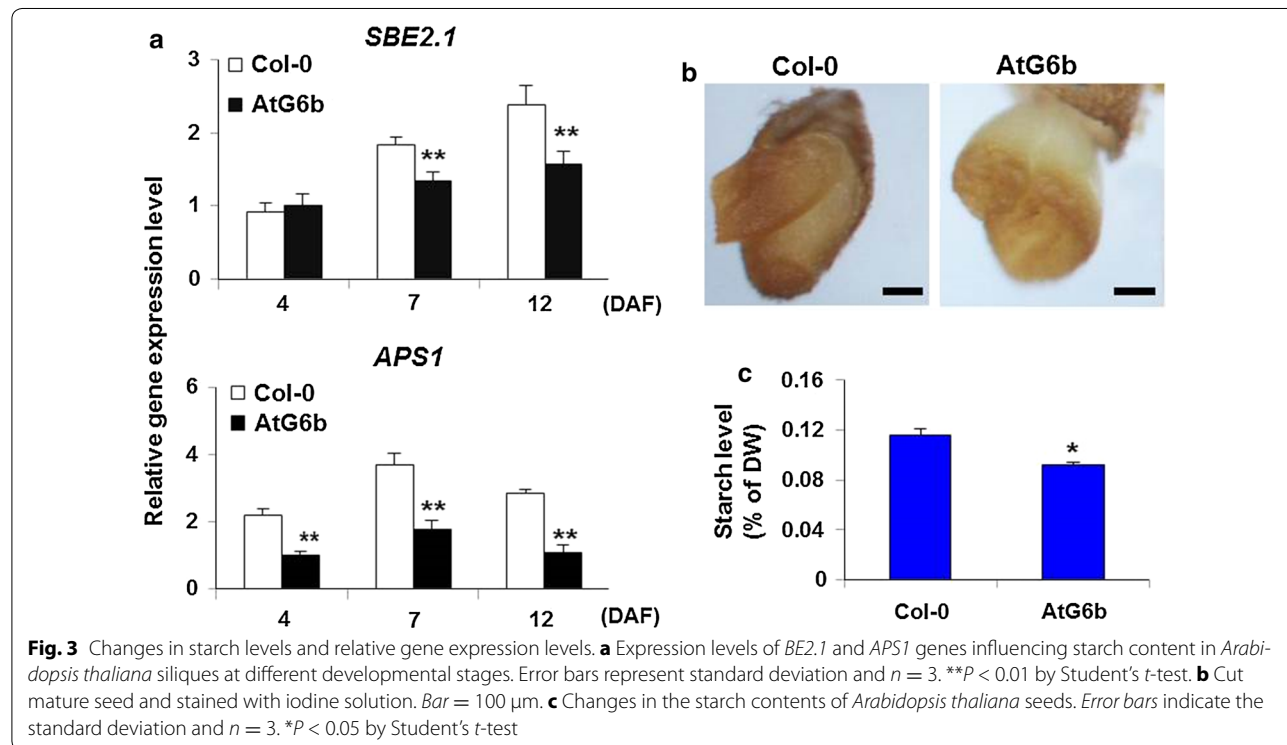 a
SBE2.1
3
2
1
0
Col-0
AtG6b
**
**
4 7 12 (DAF)
Relative gene expression level
APS1
6
4
2
0
Col-0
AtG6b
**
**
**
4 7 12 (DAF)
b
Col-0 AtG6b
c
0.16
0.12
0.08
0.04
0
Starch level
(% of DW)
*
Col-0 AtG6b
Fig. 3 Changes in starch levels and relative gene expression levels. a Expression levels of BE2.1 and APS1 genes influencing starch content in Arabi-
dopsis thaliana siliques at different developmental stages. Error bars represent standard deviation and n = 3. **P < 0.01 by Student's t-test. b Cut
mature seed and stained with iodine solution. Bar = 100 μm. c Changes in the starch contents of Arabidopsis thaliana seeds. Error bars indicate the
standard deviation and n = 3. *P < 0.05 by Student's t-test